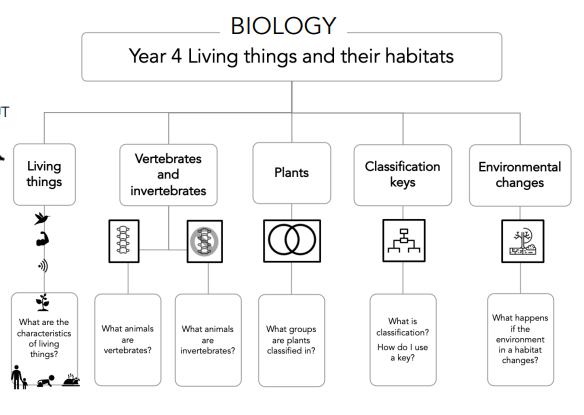 BIOLOGY
Year 4 Living things and their habitats
T
Living
things
Vertebrates
and
invertebrates
Plants
Classification
keys
Environmental
changes
What are the
characteristics
of living
things?
What animals
are
vertebrates?
What animals
are
invertebrates?
What groups
are plants
classified in?
What is
classification?
How do I use
a key?
What happens
if the
environment
in a habitat
changes?